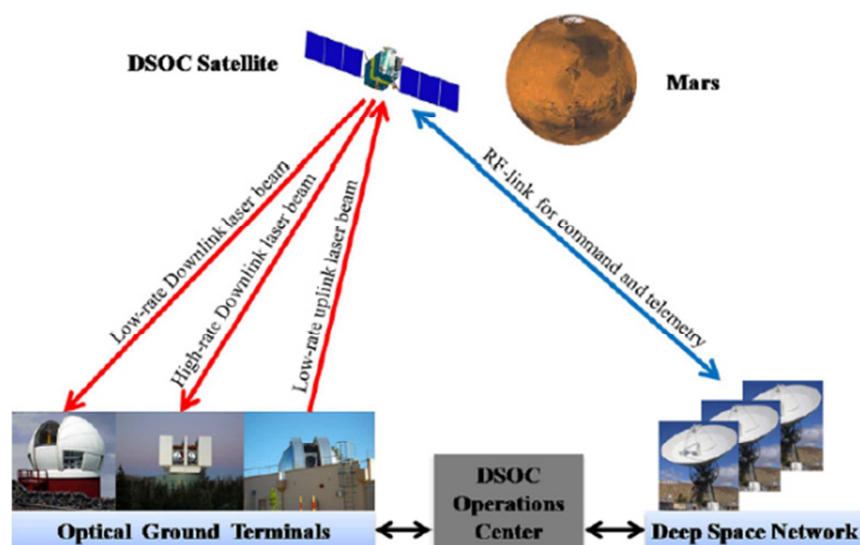 DSOC Satellite
Mars
Low-rate Downlink laser beam
High-rate Downlink laser beam
Low-rate uplink laser beam
RF-link for command and telemetry
DSOC
Operations
Center
Optical Ground Terminals
Deep Space Network